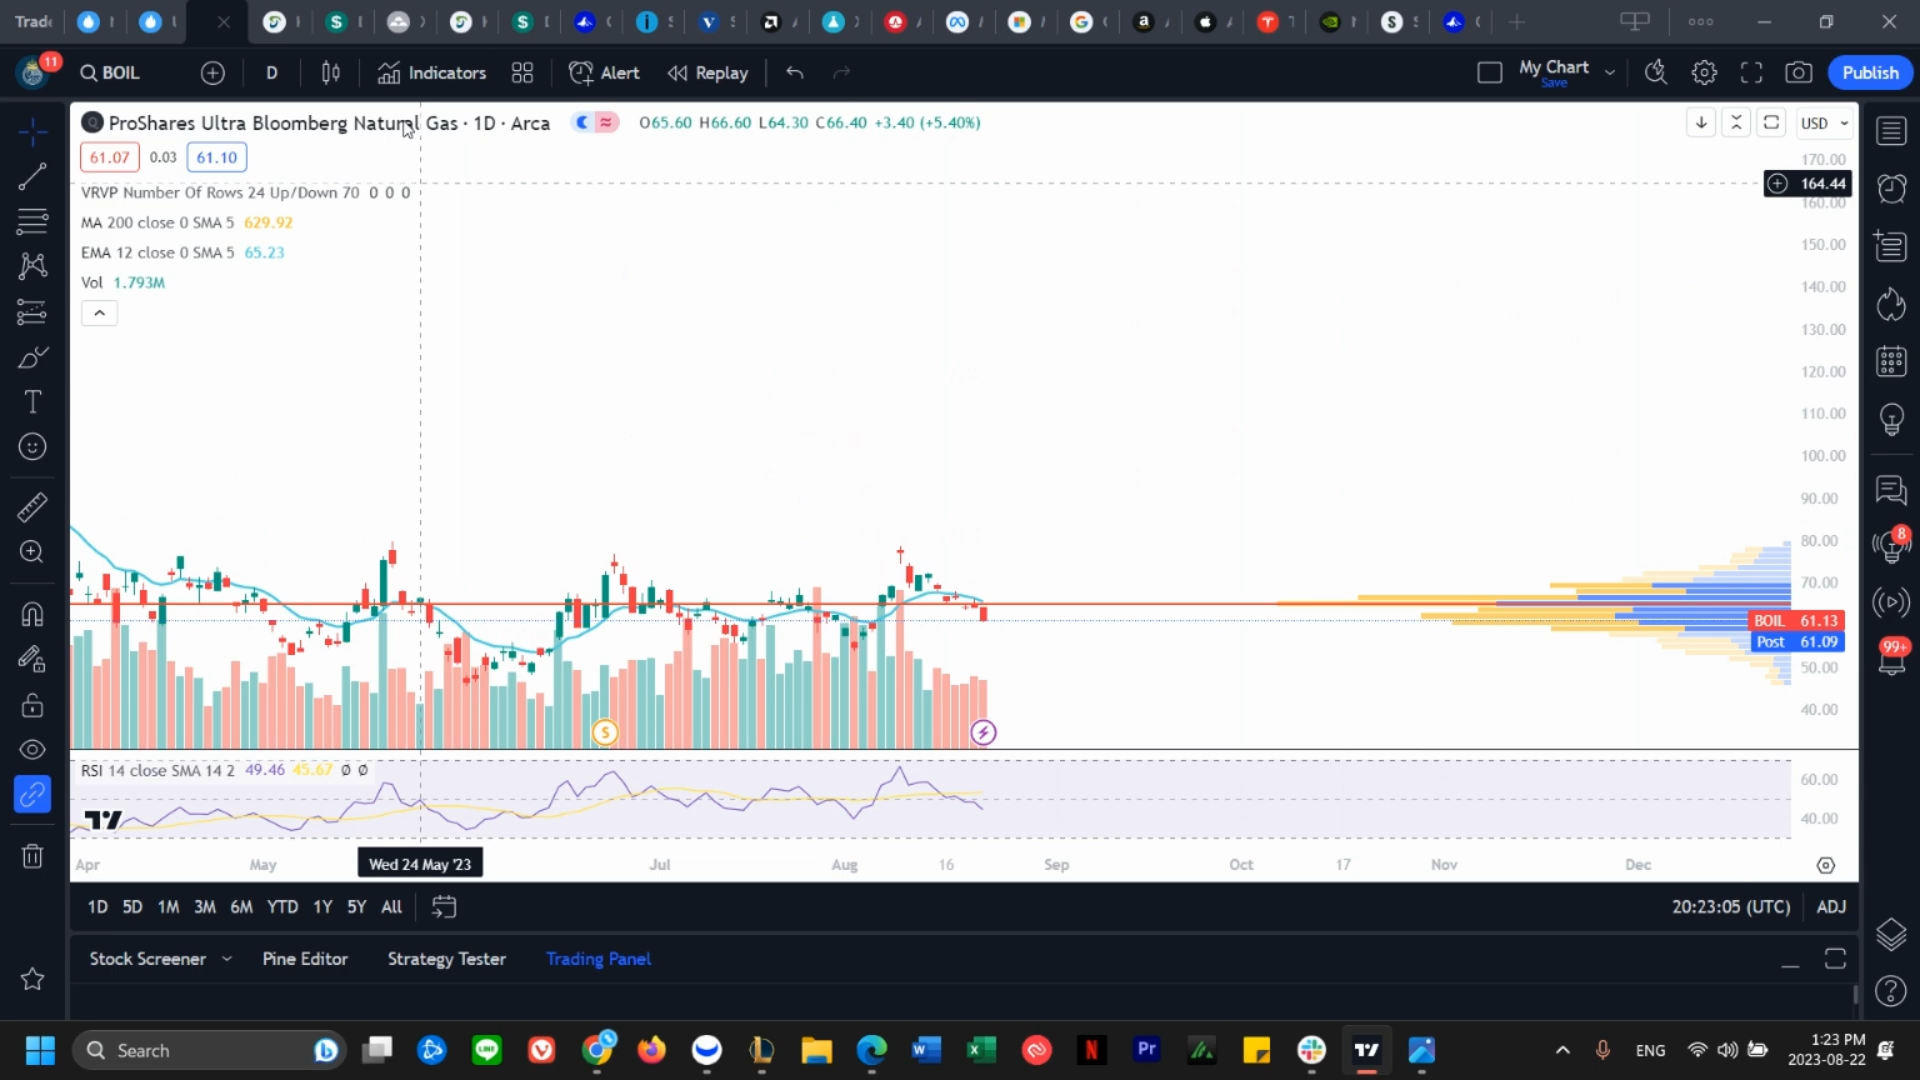 Trade
BOIL
D
Indicators
Alert
Replay
My Chart
Save
Publish
11
ProShares Ultra Bloomberg Natural Gas · 1D · Arca
O65.60 H66.60 L64.30 C66.40 +3.40 (+5.40%)
USD
61.07 0.03 61.10
VRVP Number Of Rows 24 Up/Down 70 0 0 0
MA 200 close 0 SMA 5 629.92
EMA 12 close 0 SMA 5 65.23
Vol 1.793M
170.00
164.44
160.00
150.00
140.00
130.00
120.00
110.00
100.00
90.00
80.00
70.00
BOIL 61.13
Post 61.09
50.00
40.00
8
99+
S
RSI 14 close SMA 14 2 49.46 45.67 Ø Ø
60.00
40.00
Apr May Wed 24 May '23 Jul Aug 16 Sep Oct 17 Nov Dec
1D 5D 1M 3M 6M YTD 1Y 5Y All
20:23:05 (UTC) ADJ
Stock Screener Pine Editor Strategy Tester Trading Panel
Search
LINE
Pr
ENG
1:23 PM
2023-08-22